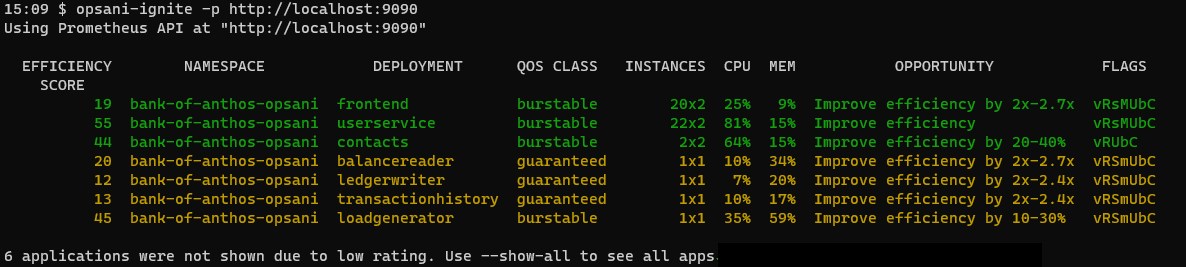 15:09 $ opsani-ignite -p http://localhost:9090
Using Prometheus API at "http://localhost:9090"
EFFICIENCY NAMESPACE DEPLOYMENT QOS CLASS INSTANCES CPU MEM OPPORTUNITY FLAGS
SCORE
19 bank-of-anthos-opsani frontend burstable 20x2 25% 9% Improve efficiency by 2x-2.7x vRsMUbC
55 bank-of-anthos-opsani userservice burstable 22x2 81% 15% Improve efficiency vRsMUbC
44 bank-of-anthos-opsani contacts burstable 2x2 64% 15% Improve efficiency by 20-40% vRUbC
20 bank-of-anthos-opsani balancereader guaranteed 1x1 10% 34% Improve efficiency by 2x-2.7x vRSmUbC
12 bank-of-anthos-opsani ledgerwriter guaranteed 1x1 7% 20% Improve efficiency by 2x-2.4x vRSmUbC
13 bank-of-anthos-opsani transactionhistory guaranteed 1x1 10% 17% Improve efficiency by 2x-2.4x vRSmUbC
45 bank-of-anthos-opsani loadgenerator burstable 1x1 35% 59% Improve efficiency by 10-30% vRSmUbC
6 applications were not shown due to low rating. Use --show-all to see all apps.